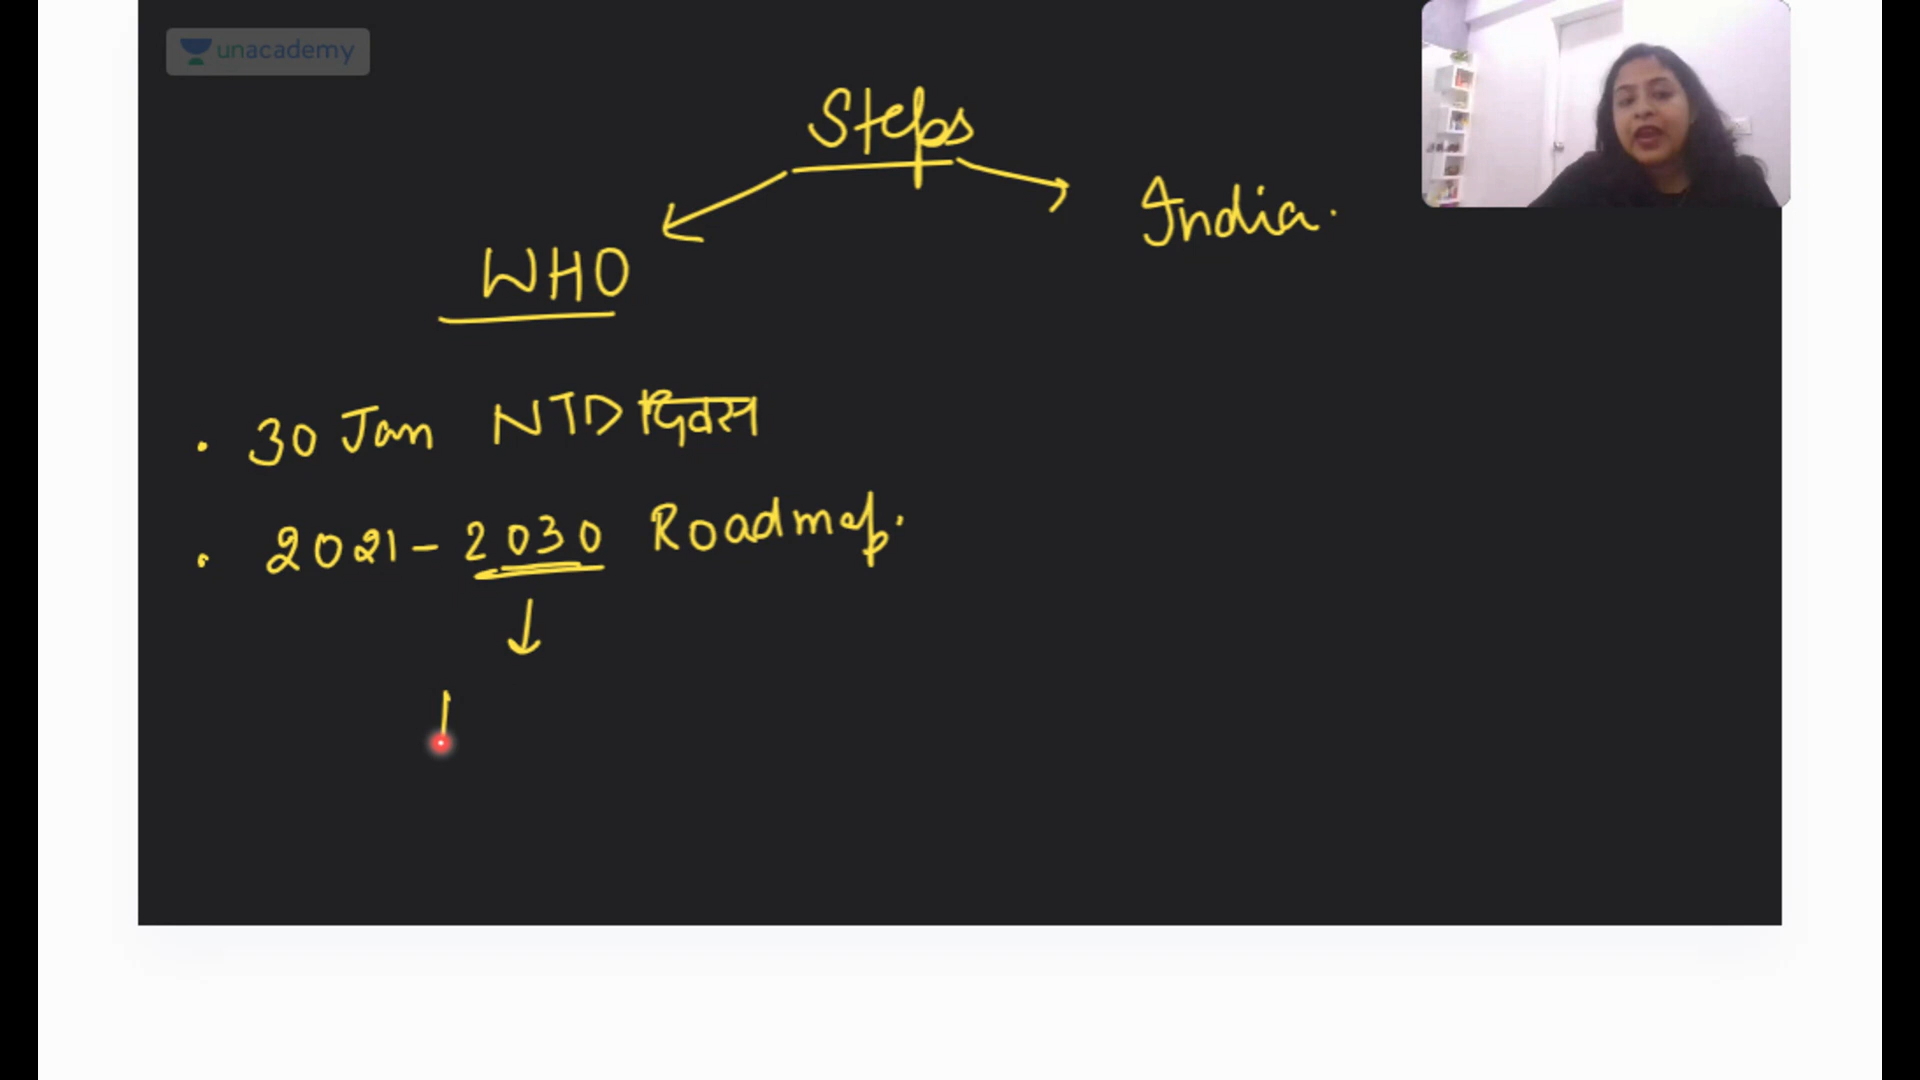 unacademy
Steps
WHO
India.
. 30 Jan NTD दिवस
. 2021-2030 Roadmap.